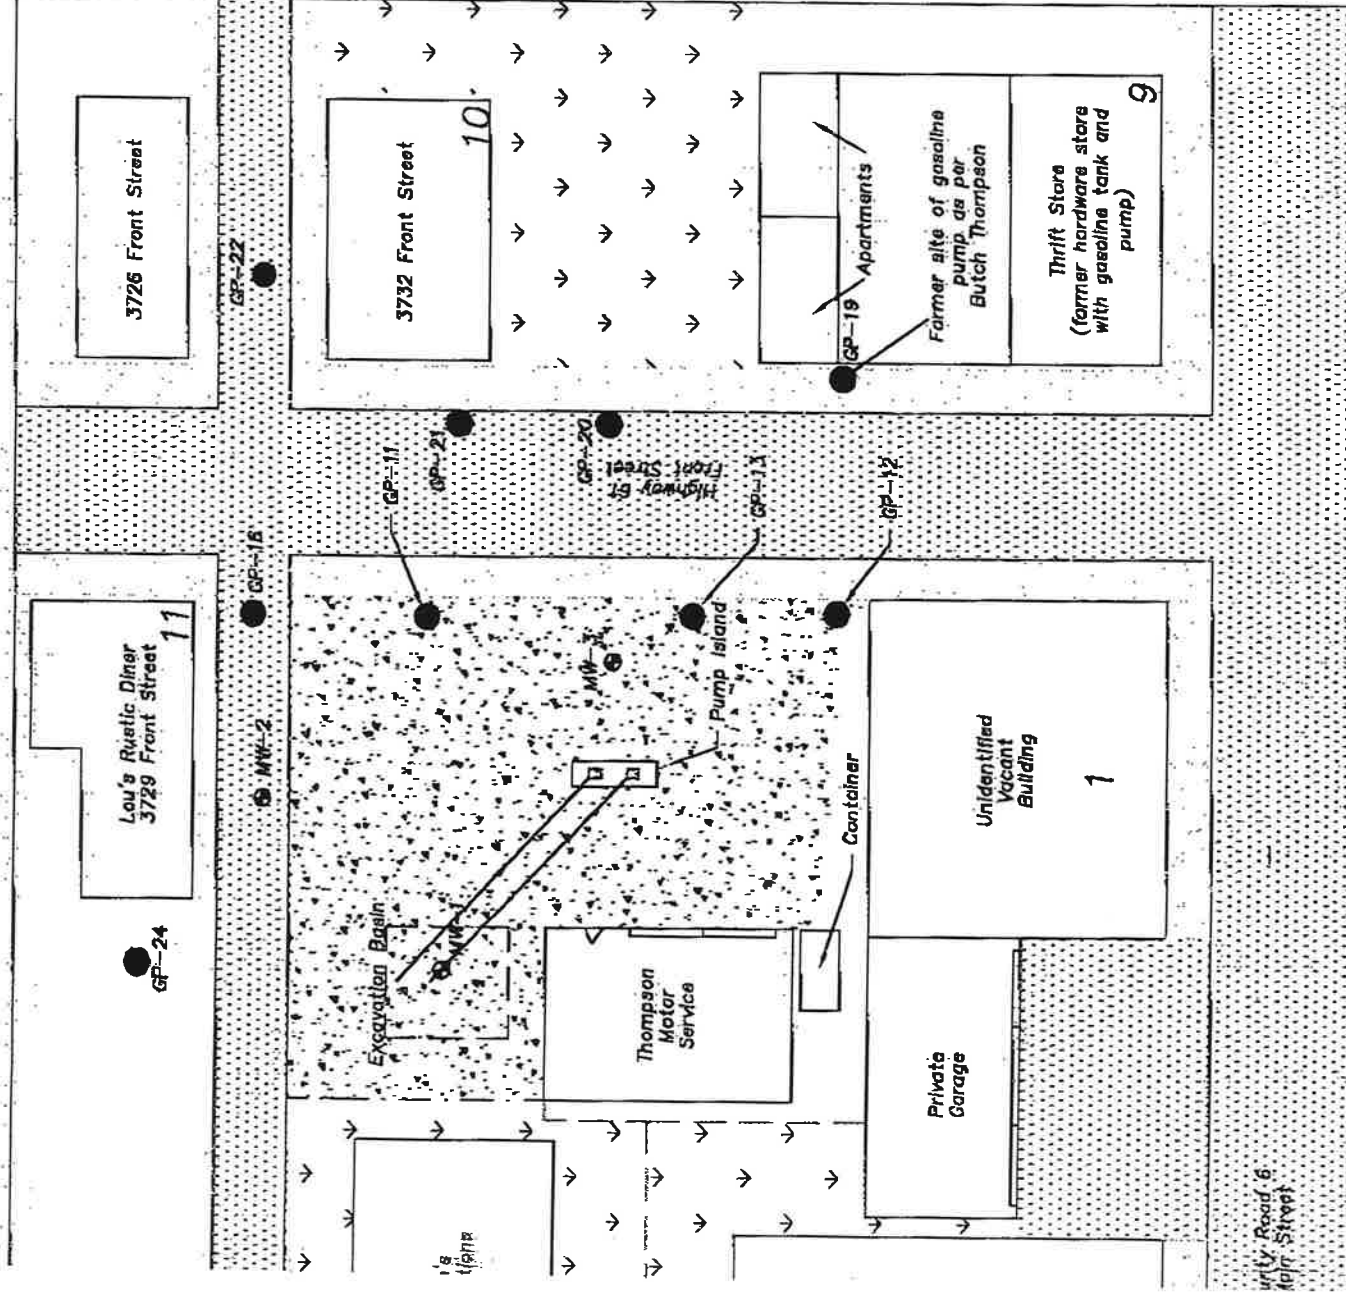 3726 Front Street
GP-22
3732 Front Street
10
Apartments
GP-19
Former site of gasoline
pump as per
Butch Thompson
Thrift Store
(former hardware store
with gasoline tank and
pump)
9
GP-11
GP-21
GP-20
Highway 61
Front Street
GP-13
GP-12
GP-16
Lou's Rustic Diner
3729 Front Street
11
MW-2
GP-24
MW-3
Pump Island
Excavation Basin
MW-1
Thompson
Motor
Service
Container
Unidentified
Vacant
Building
1
Private
Garage
Road 6
Street